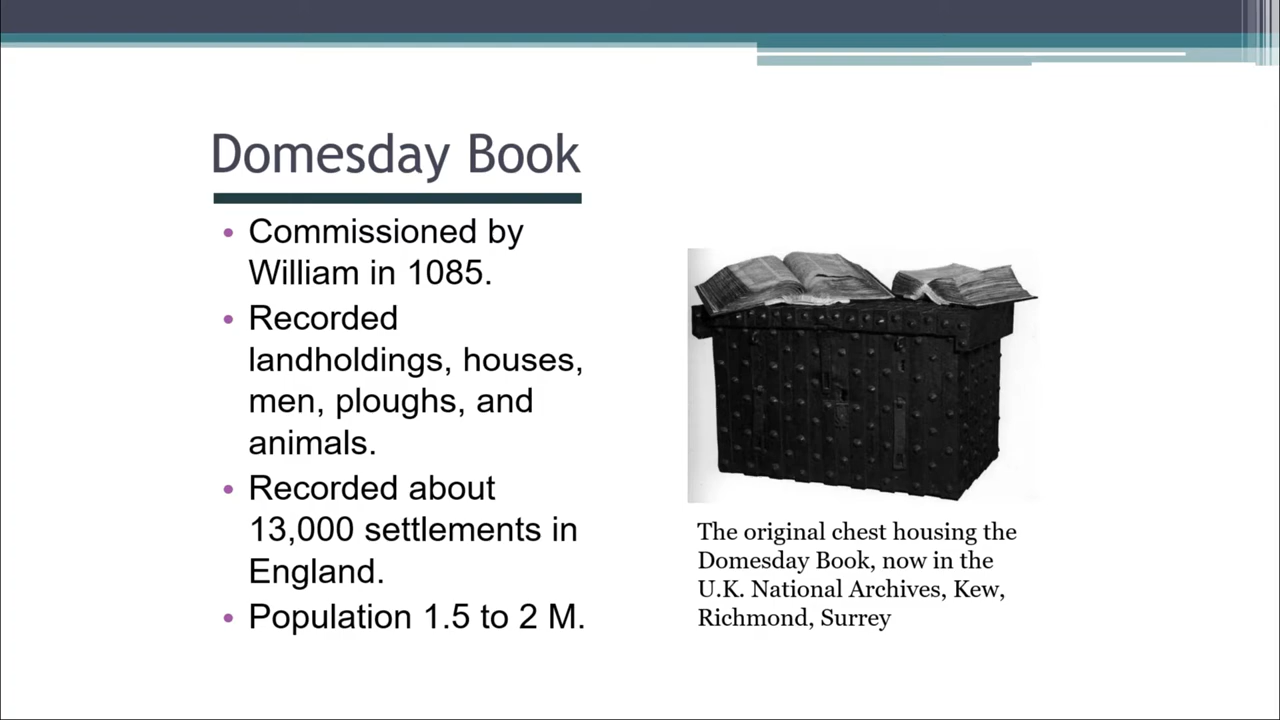 Domesday Book
• Commissioned by
William in 1085.
• Recorded
landholdings, houses,
men, ploughs, and
animals.
• Recorded about
13,000 settlements in
England.
• Population 1.5 to 2 M.
The original chest housing the
Domesday Book, now in the
U.K. National Archives, Kew,
Richmond, Surrey